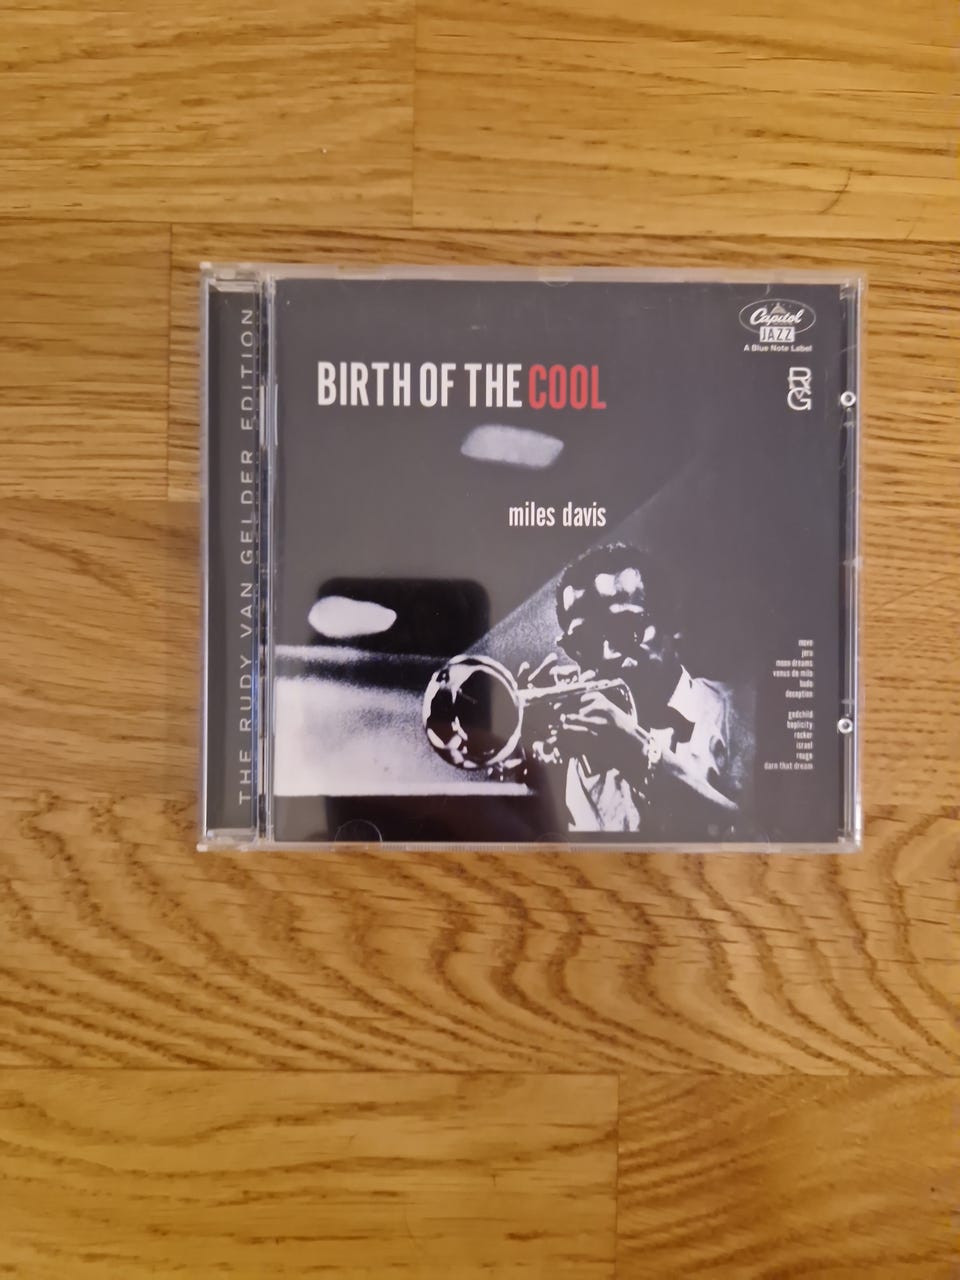 THE RUDY VAN GELDER EDITION
Capitol
JAZZ
A Blue Note Label
RVG
BIRTH OF THE COOL
miles davis
move
jeru
moon dreams
venus de milo
budo
deception
godchild
boplicity
rocker
israel
rouge
darn that dream